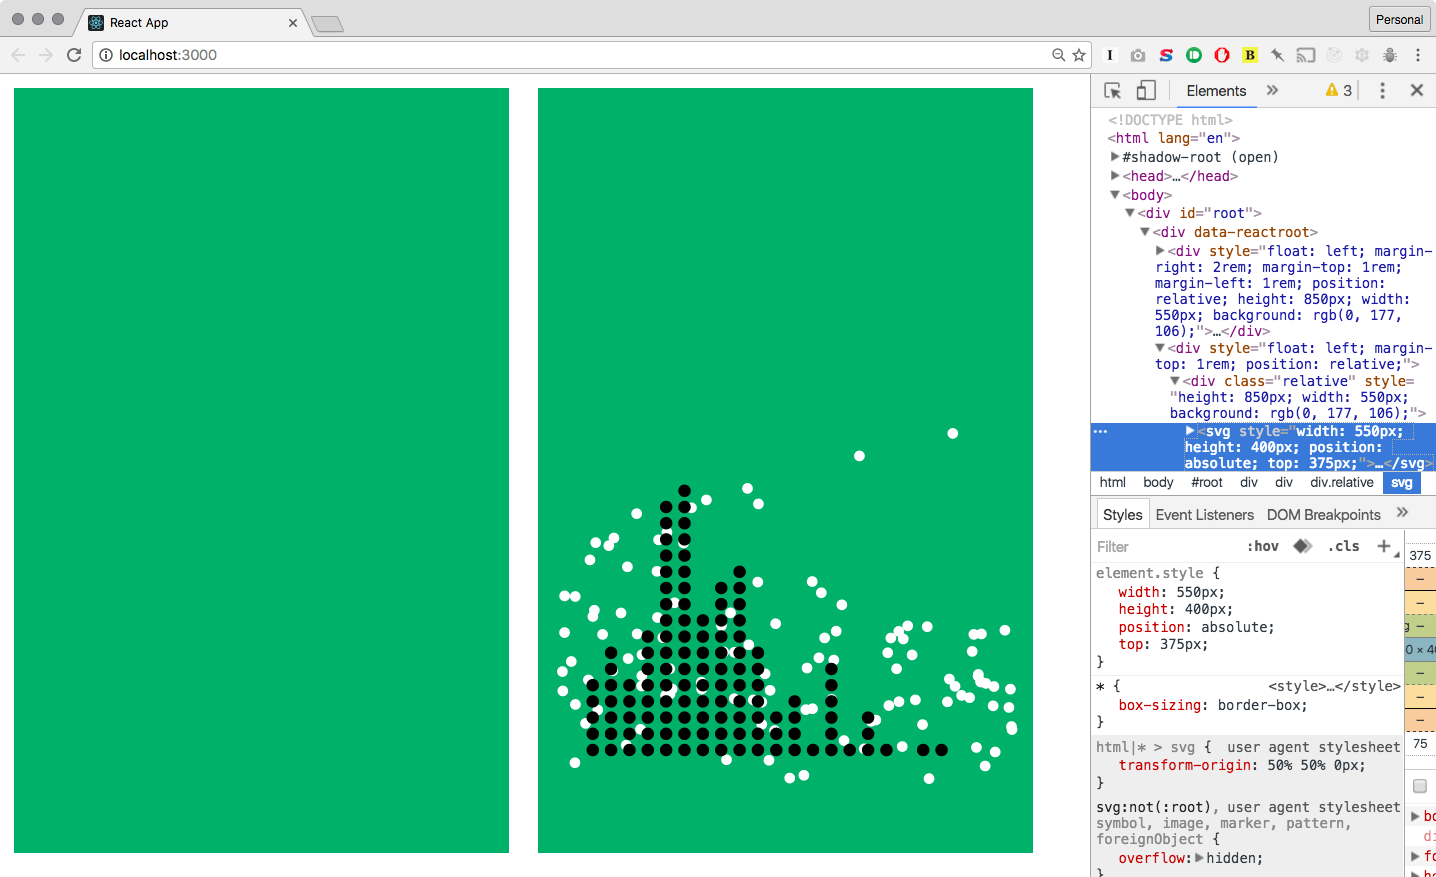 React App
Personal
localhost:3000
Elements
3
<!DOCTYPE html>
<html lang="en">
#shadow-root (open)
<head>…</head>
<body>
<div id="root">
<div data-reactroot>
<div style="float: left; margin-
right: 2rem; margin-top: 1rem;
margin-left: 1rem; position:
relative; height: 850px; width:
550px; background: rgb(0, 177,
106);">…</div>
<div style="float: left; margin-
top: 1rem; position: relative;">
<div class="relative" style=
"height: 850px; width: 550px;
background: rgb(0, 177, 106);">
<svg style="width: 550px;
height: 400px; position:
absolute; top: 375px;">…</svg>
html body #root div div div.relative svg
Styles Event Listeners DOM Breakpoints
Filter :hov .cls
375
element.style {
width: 550px;
height: 400px;
position: absolute;
top: 375px;
}
* { <style>…</style>
box-sizing: border-box;
}
75
html|* > svg { user agent stylesheet
transform-origin: 50% 50% 0px;
}
svg:not(:root), user agent stylesheet
symbol, image, marker, pattern,
foreignObject {
overflow: hidden;